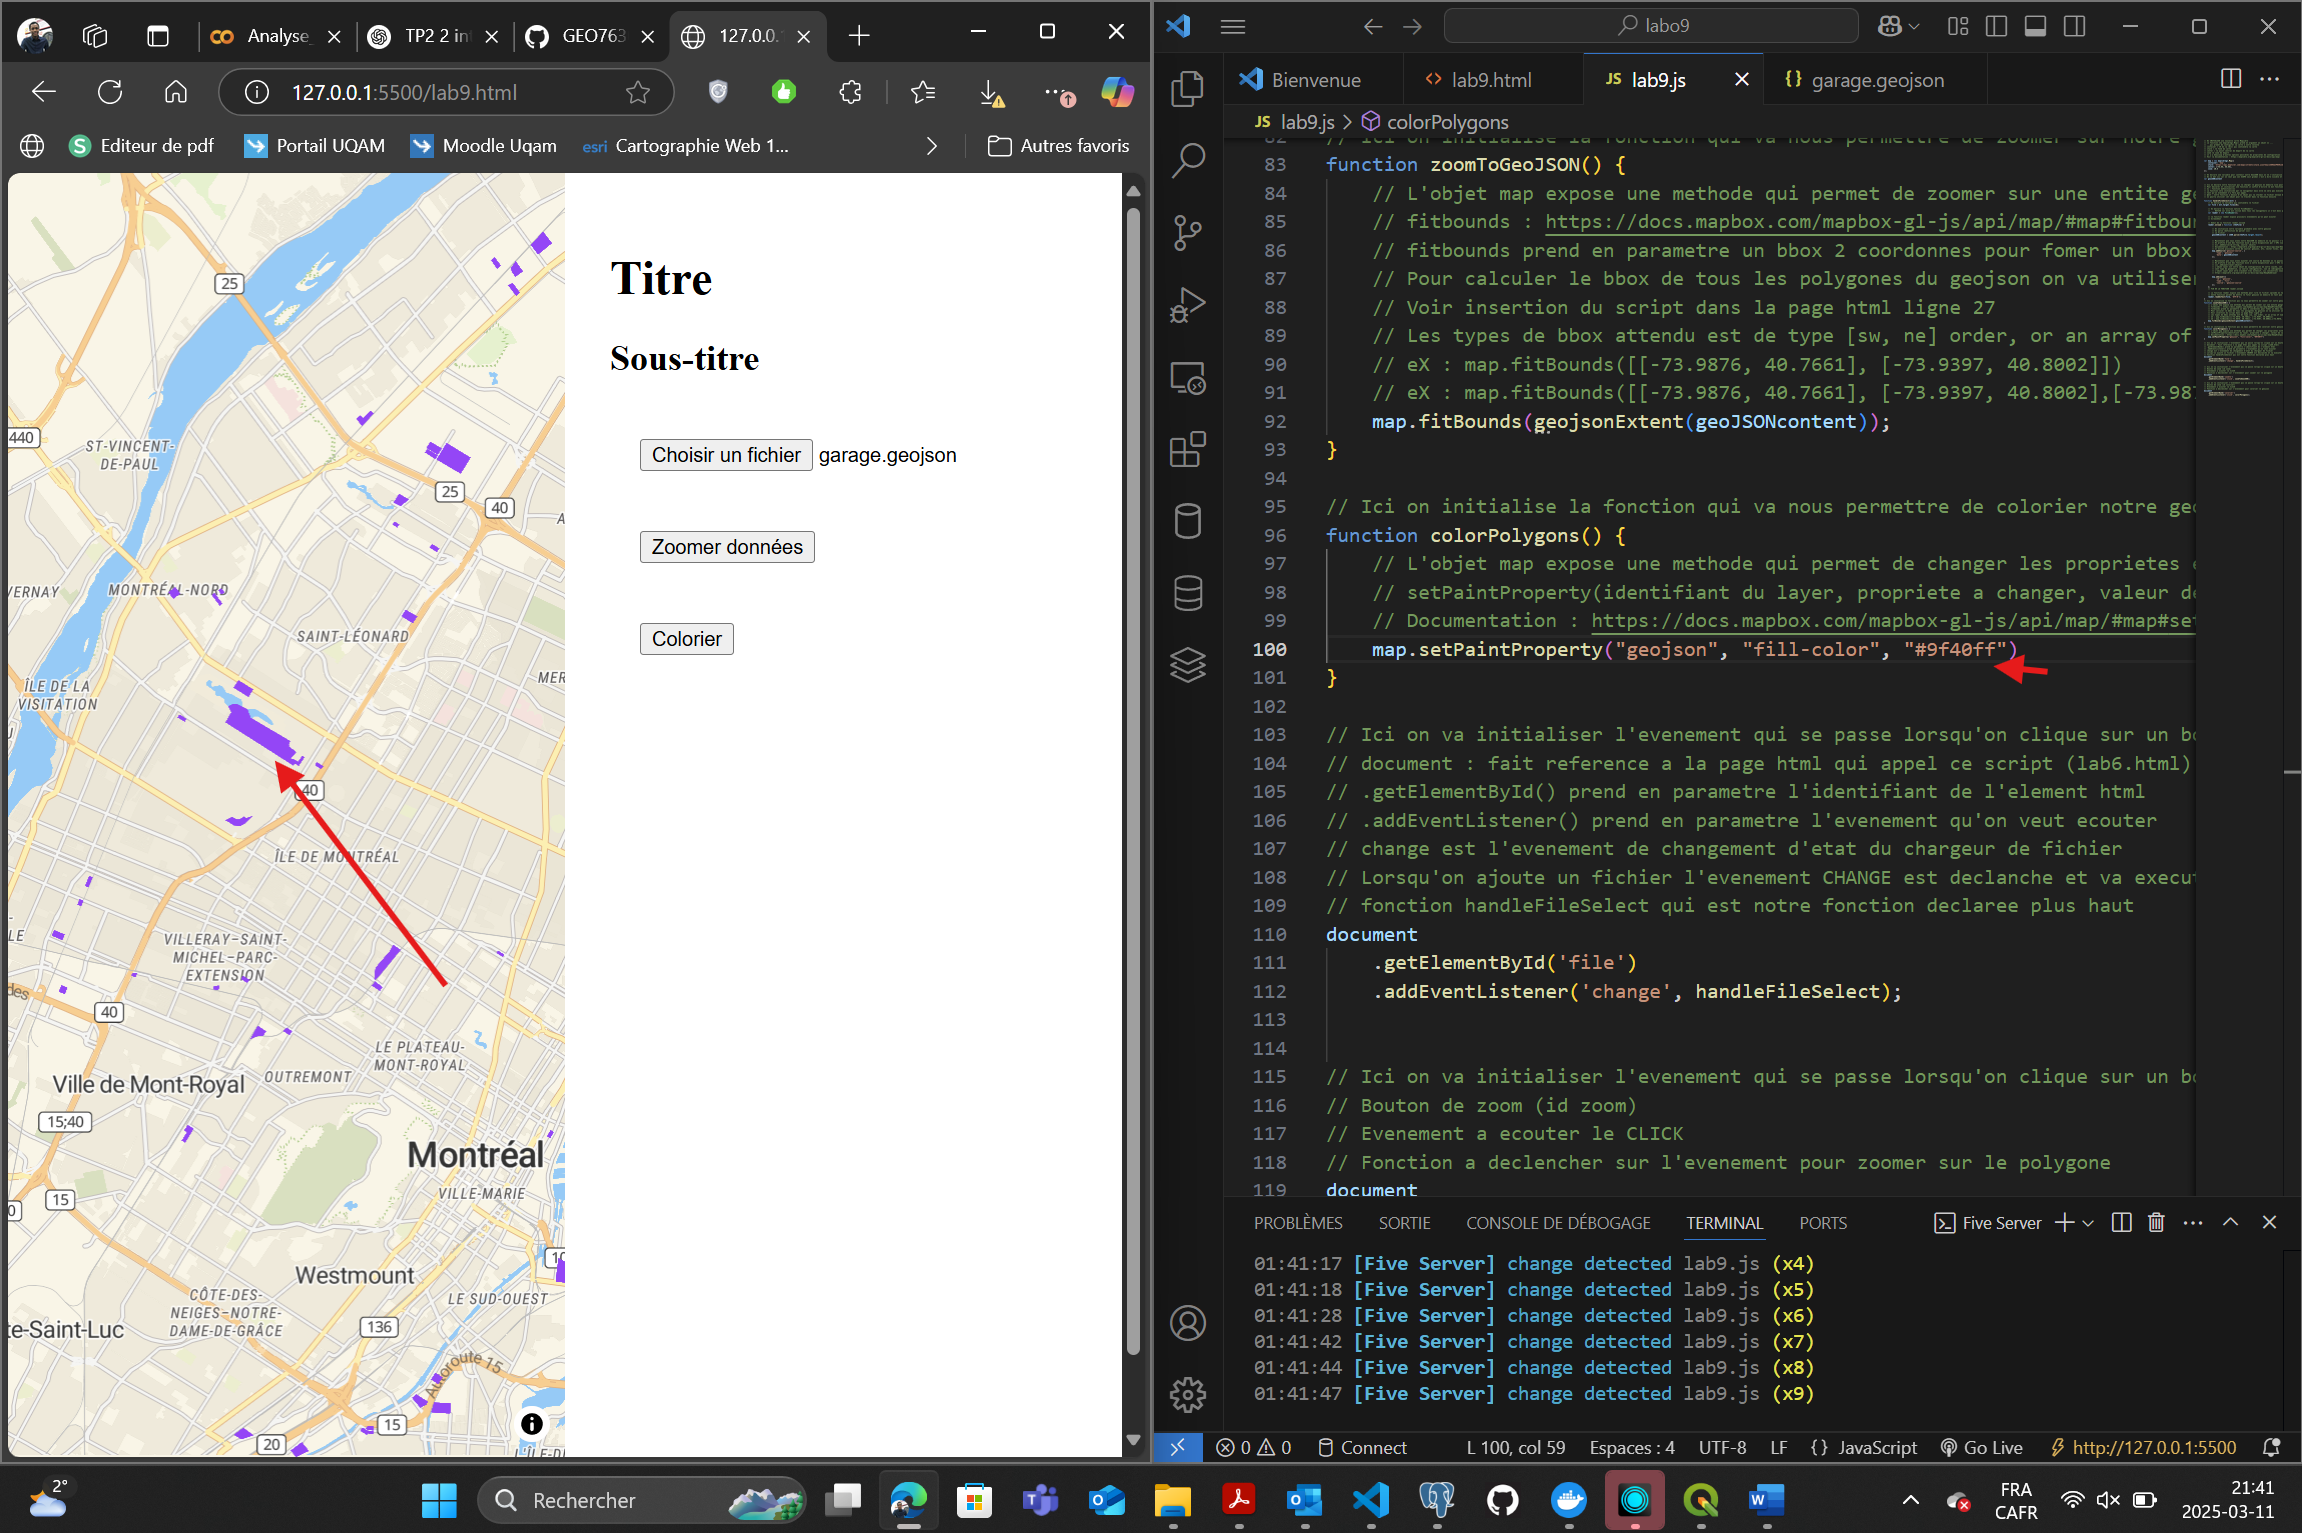 Analyse_
TP2 2 in
GEO763
127.0.0.
127.0.0.1:5500/lab9.html
Editeur de pdf
Portail UQAM
Moodle Uqam
esri Cartographie Web 1...
Autres favoris
25
440
ST-VINCENT-
DE-PAUL
25
40
VERNAY
MONTRÉAL-NORD
SAINT-LÉONARD
MER
ÎLE DE LA
VISITATION
40
ÎLE DE MONTRÉAL
VILLERAY–SAINT-
MICHEL–PARC-
EXTENSION
40
LE PLATEAU-
MONT-ROYAL
OUTREMONT
Ville de Mont-Royal
15;40
Montréal
VILLE-MARIE
15
Westmount
LE SUD-OUEST
CÔTE-DES-
NEIGES–NOTRE-
DAME-DE-GRÂCE
te-Saint-Luc
136
Autoroute 15
15
20
Titre
Sous-titre
Choisir un fichier garage.geojson
Zoomer données
Colorier
labo9
Bienvenue
lab9.html
JS lab9.js
{} garage.geojson
JS lab9.js > colorPolygons
83 function zoomToGeoJSON() {
84 // L'objet map expose une methode qui permet de zoomer sur une entite g
85 // fitbounds : https://docs.mapbox.com/mapbox-gl-js/api/map/#map#fitbou
86 // fitbounds prend en parametre un bbox 2 coordonnes pour fomer un bbox
87 // Pour calculer le bbox de tous les polygones du geojson on va utilise
88 // Voir insertion du script dans la page html ligne 27
89 // Les types de bbox attendu est de type [sw, ne] order, or an array of
90 // eX : map.fitBounds([[-73.9876, 40.7661], [-73.9397, 40.8002]])
91 // eX : map.fitBounds([[-73.9876, 40.7661], [-73.9397, 40.8002],[-73.98
92 map.fitBounds(geojsonExtent(geoJSONcontent));
93 }
94
95 // Ici on initialise la fonction qui va nous permettre de colorier notre ge
96 function colorPolygons() {
97 // L'objet map expose une methode qui permet de changer les proprietes
98 // setPaintProperty(identifiant du layer, propriete a changer, valeur d
99 // Documentation : https://docs.mapbox.com/mapbox-gl-js/api/map/#map#se
100 map.setPaintProperty("geojson", "fill-color", "#9f40ff")
101 }
102
103 // Ici on va initialiser l'evenement qui se passe lorsqu'on clique sur un b
104 // document : fait reference a la page html qui appel ce script (lab6.html)
105 // .getElementById() prend en parametre l'identifiant de l'element html
106 // .addEventListener() prend en parametre l'evenement qu'on veut ecouter
107 // change est l'evenement de changement d'etat du chargeur de fichier
108 // Lorsqu'on ajoute un fichier l'evenement CHANGE est declanche et va execu
109 // fonction handleFileSelect qui est notre fonction declaree plus haut
110 document
111 .getElementById('file')
112 .addEventListener('change', handleFileSelect);
113
114
115 // Ici on va initialiser l'evenement qui se passe lorsqu'on clique sur un b
116 // Bouton de zoom (id zoom)
117 // Evenement a ecouter le CLICK
118 // Fonction a declencher sur l'evenement pour zoomer sur le polygone
119 document
PROBLÈMES SORTIE CONSOLE DE DÉBOGAGE TERMINAL PORTS Five Server
01:41:17 [Five Server] change detected lab9.js (x4)
01:41:18 [Five Server] change detected lab9.js (x5)
01:41:28 [Five Server] change detected lab9.js (x6)
01:41:42 [Five Server] change detected lab9.js (x7)
01:41:44 [Five Server] change detected lab9.js (x8)
01:41:47 [Five Server] change detected lab9.js (x9)
0 0 Connect L 100, col 59 Espaces : 4 UTF-8 LF {} JavaScript Go Live http://127.0.0.1:5500
2°
Rechercher
FRA
CAFR
21:41
2025-03-11